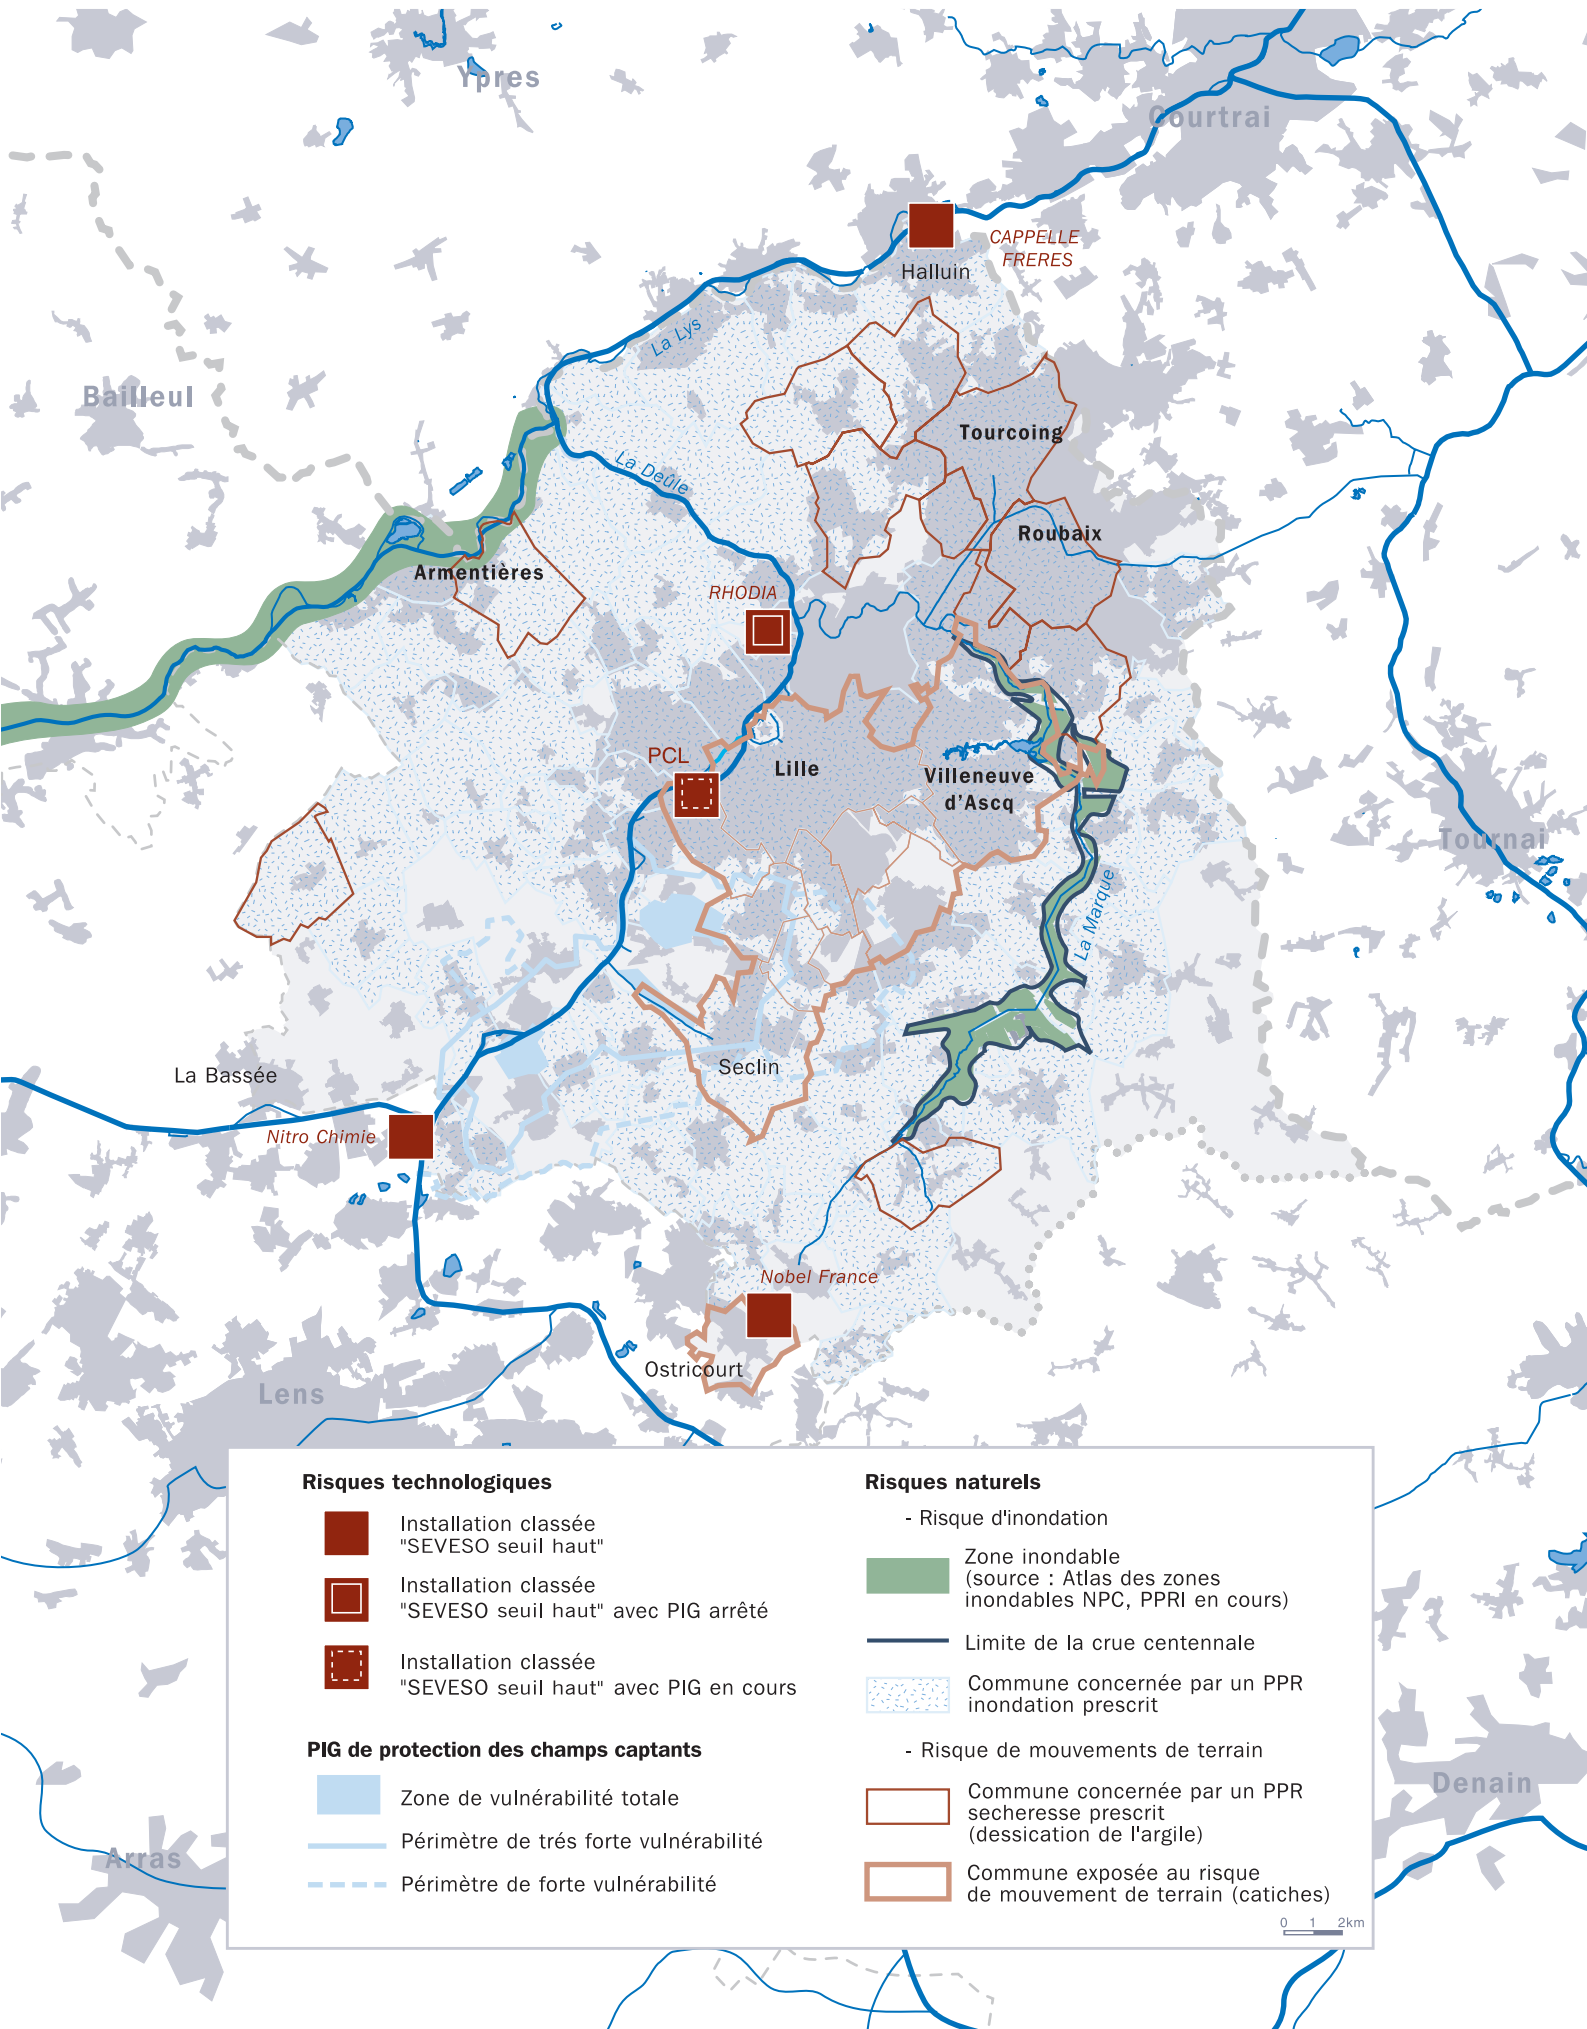 Ypres
Courtrai
CAPPELLE
FRERES
Halluin
La Lys
Bailleul
Tourcoing
La Deûle
Roubaix
Armentières
RHODIA
PCL
Lille
Villeneuve
d'Ascq
Tournai
La Marque
Seclin
La Bassée
Nitro Chimie
Nobel France
Ostricourt
Lens
Risques technologiques
Installation classée
"SEVESO seuil haut"
Installation classée
"SEVESO seuil haut" avec PIG arrêté
Installation classée
"SEVESO seuil haut" avec PIG en cours
PIG de protection des champs captants
Zone de vulnérabilité totale
Périmètre de trés forte vulnérabilité
Périmètre de forte vulnérabilité
Risques naturels
- Risque d'inondation
Zone inondable
(source : Atlas des zones
inondables NPC, PPRI en cours)
Limite de la crue centennale
Commune concernée par un PPR
inondation prescrit
- Risque de mouvements de terrain
Commune concernée par un PPR
secheresse prescrit
(dessication de l'argile)
Commune exposée au risque
de mouvement de terrain (catiches)
0 1 2km
Denain
Arras